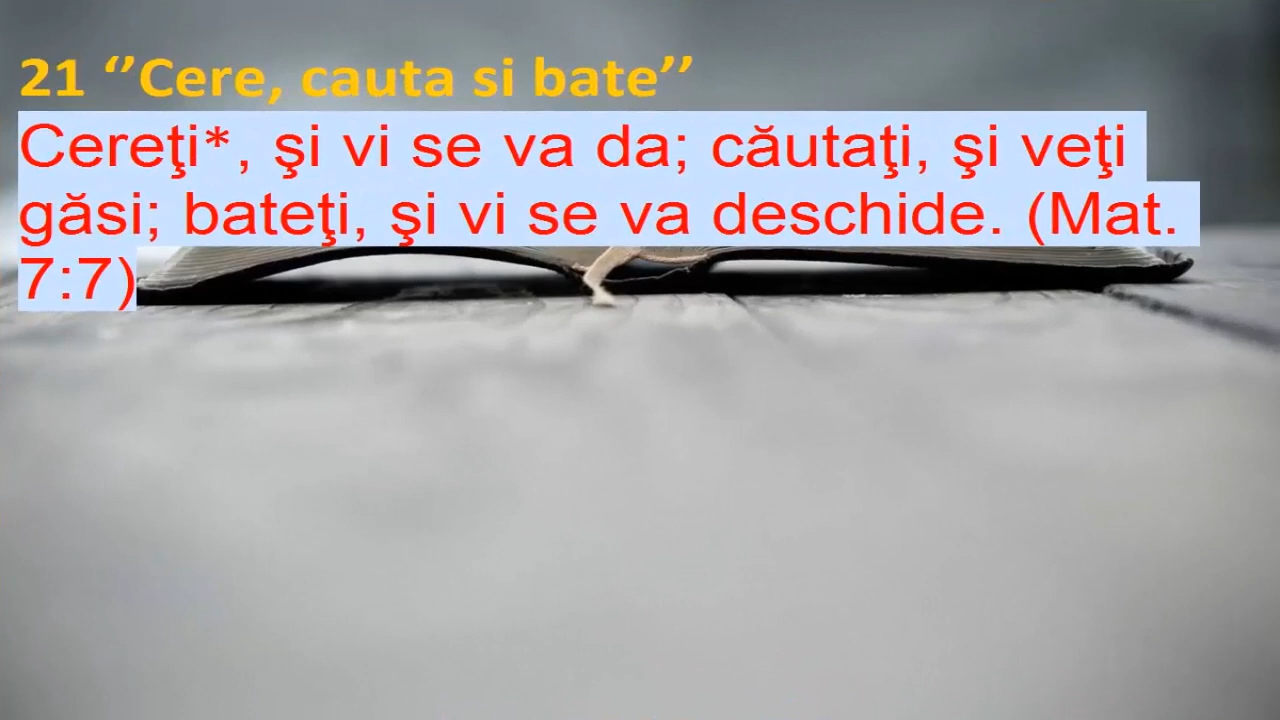 21 ‘’Cere, cauta si bate’’
Cereţi*, şi vi se va da; căutaţi, şi veţi
găsi; bateţi, şi vi se va deschide. (Mat.
7:7)